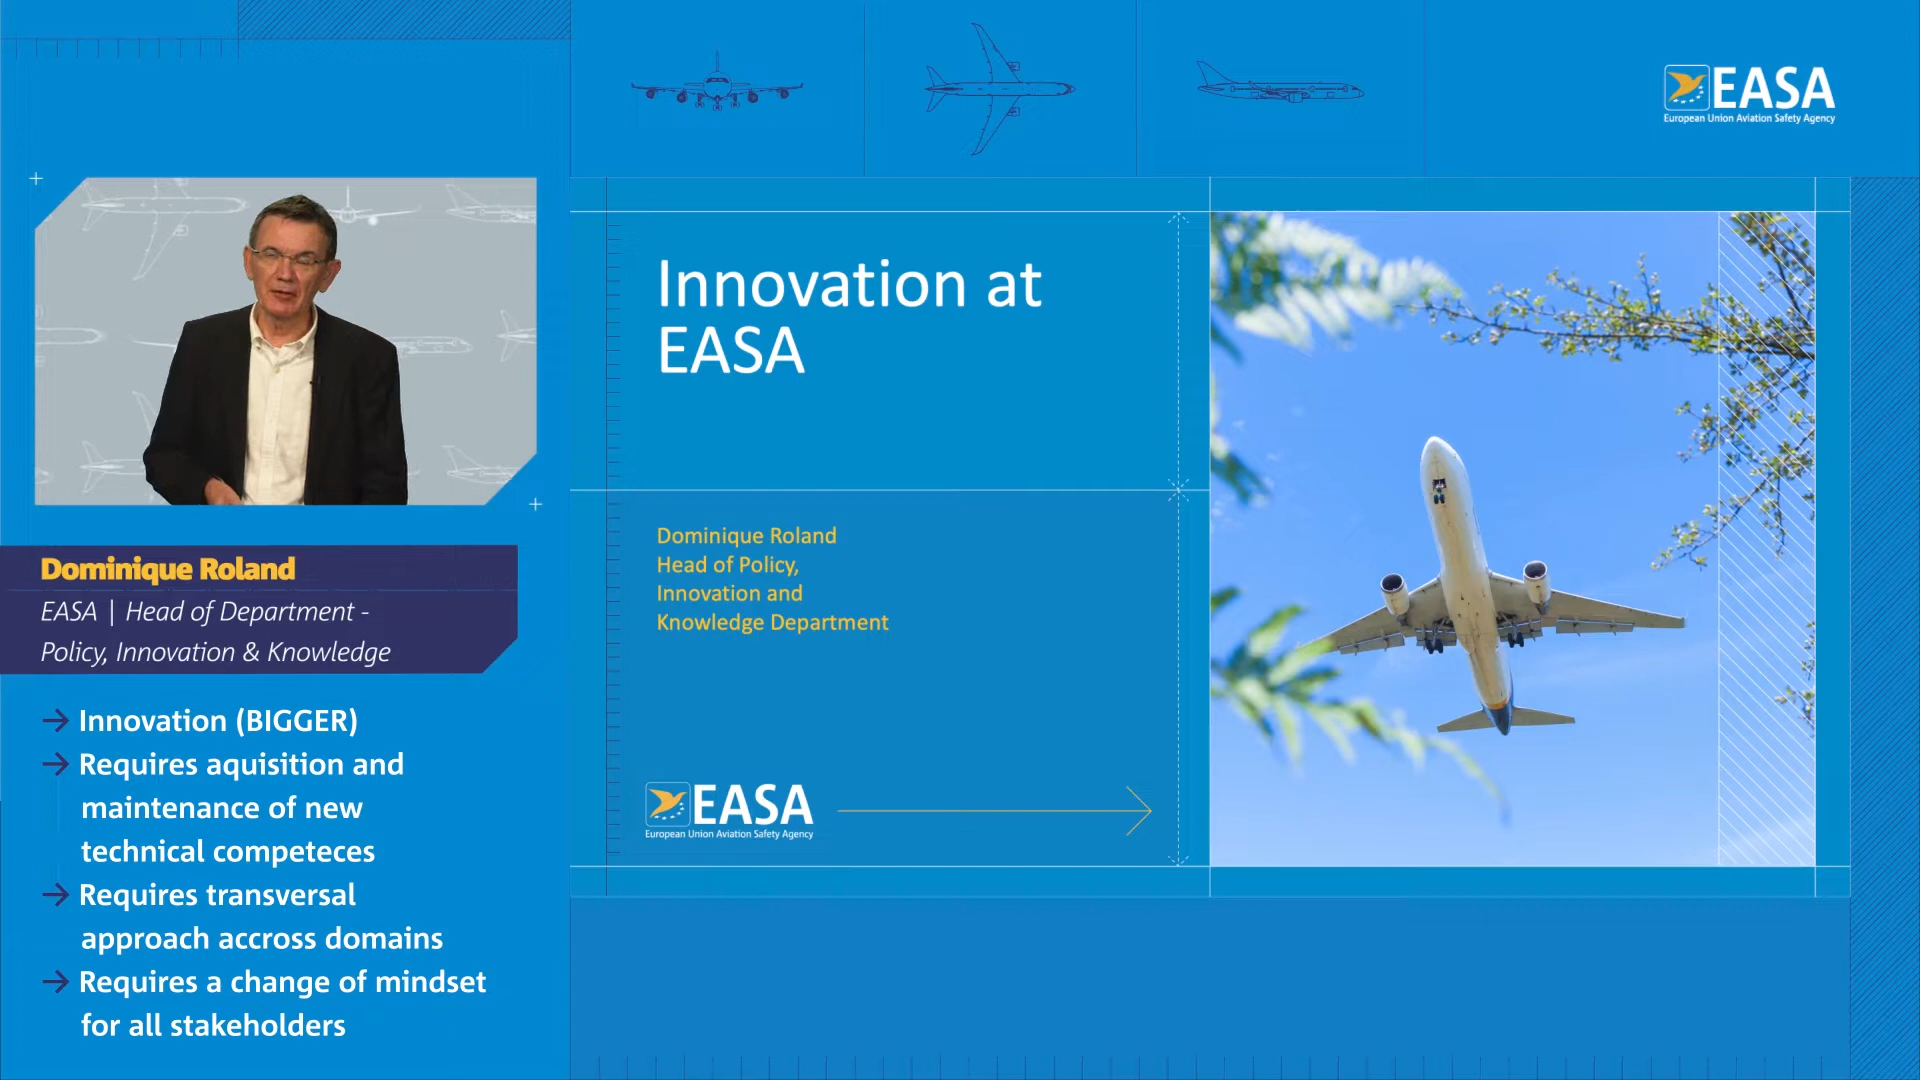 EASA
European Union Aviation Safety Agency
Innovation at
EASA
Dominique Roland
Head of Policy,
Innovation and
Knowledge Department
EASA
European Union Aviation Safety Agency
Dominique Roland
EASA | Head of Department -
Policy, Innovation & Knowledge
→ Innovation (BIGGER)
→ Requires aquisition and
maintenance of new
technical competeces
→ Requires transversal
approach accross domains
→ Requires a change of mindset
for all stakeholders